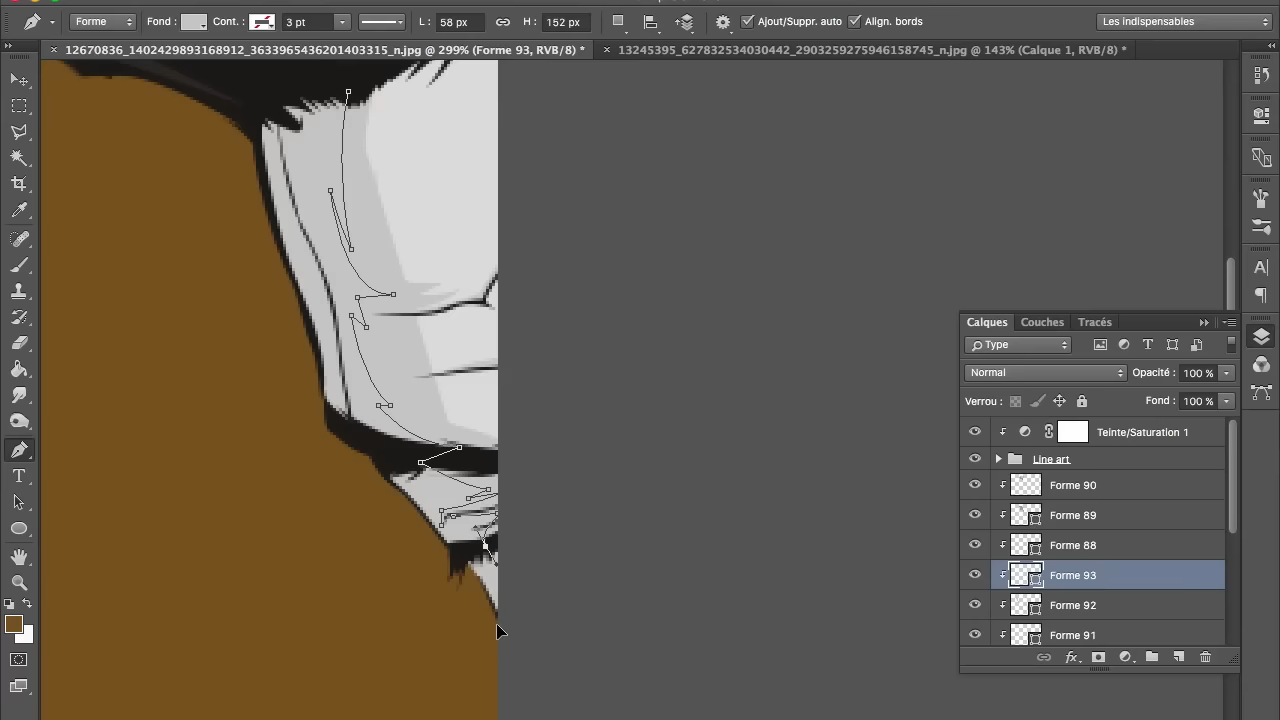 Forme
Fond :
Cont. :
3 pt
L : 58 px
H : 152 px
Ajout/Suppr. auto
Align. bords
Les indispensables
12670836_1402429893168912_3633965436201403315_n.jpg @ 299% (Forme 93, RVB/8) *
13245395_627832534030442_2903259275946158745_n.jpg @ 143% (Calque 1, RVB/8) *
Calques
Couches
Tracés
Type
Normal
Opacité : 100 %
Verrou :
Fond : 100 %
Teinte/Saturation 1
Line art
Forme 90
Forme 89
Forme 88
Forme 93
Forme 92
Forme 91
fx